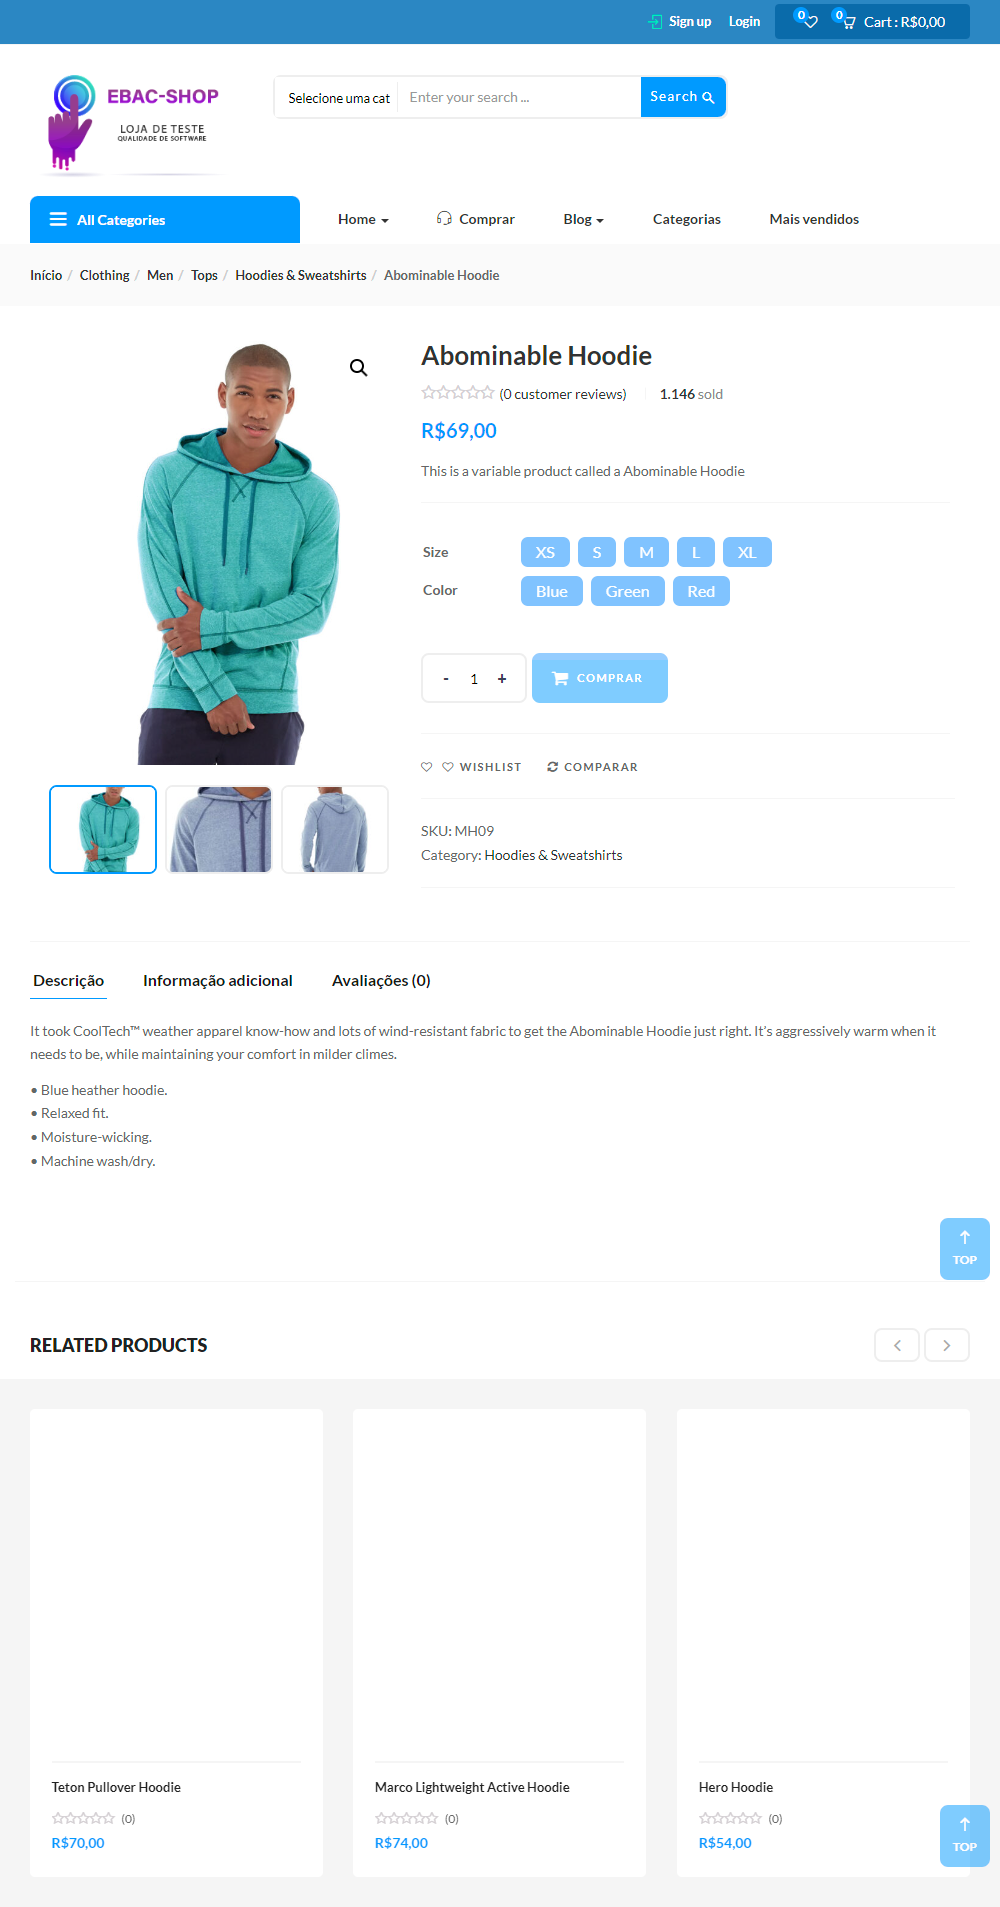 Sign up Login 0 0 Cart : R$0,00
EBAC-SHOP
LOJA DE TESTE
QUALIDADE DE SOFTWARE
Selecione uma cat Enter your search ... Search
All Categories Home Comprar Blog Categorias Mais vendidos
Início / Clothing / Men / Tops / Hoodies & Sweatshirts / Abominable Hoodie
Abominable Hoodie
(0 customer reviews) 1.146 sold
R$69,00
This is a variable product called a Abominable Hoodie
Size XS S M L XL
Color Blue Green Red
- 1 + COMPRAR
WISHLIST COMPARAR
SKU: MH09
Category: Hoodies & Sweatshirts
Descrição Informação adicional Avaliações (0)
It took CoolTech™ weather apparel know-how and lots of wind-resistant fabric to get the Abominable Hoodie just right. It’s aggressively warm when it
needs to be, while maintaining your comfort in milder climes.
• Blue heather hoodie.
• Relaxed fit.
• Moisture-wicking.
• Machine wash/dry.
TOP
RELATED PRODUCTS
Teton Pullover Hoodie
(0)
R$70,00
Marco Lightweight Active Hoodie
(0)
R$74,00
Hero Hoodie
(0)
R$54,00
TOP